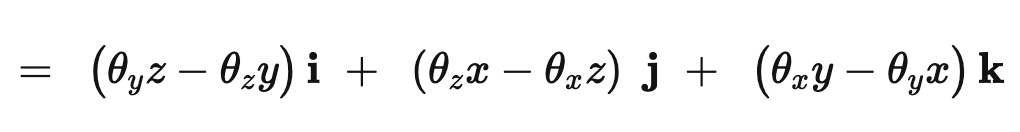 = (θ_y z − θ_z y) i + (θ_z x − θ_x z) j + (θ_x y − θ_y x) k